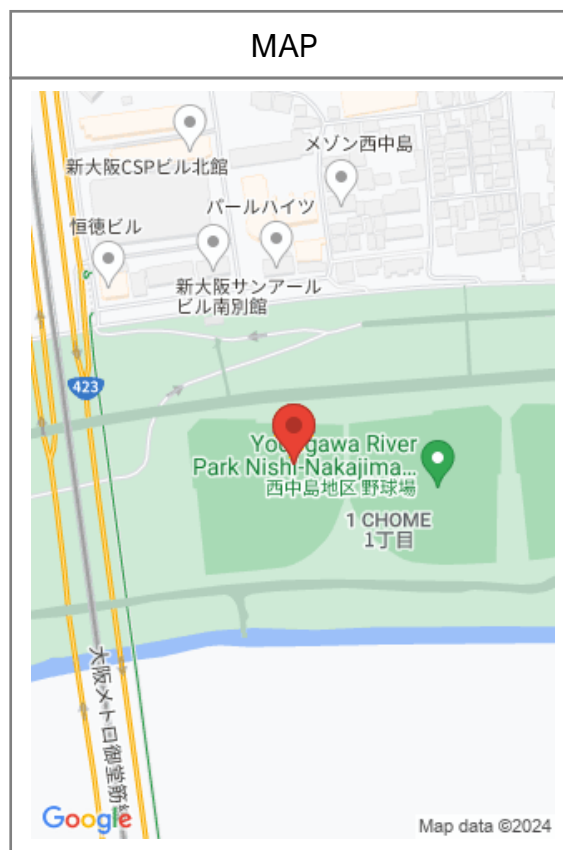 MAP
メゾン西中島
新大阪CSPビル北館
パールハイツ
恒徳ビル
新大阪サンアール
ビル南別館
423
Park Nishi-Nakajima...
西中島地区 野球場
1 CHOME
1丁目
River
大阪メトロ御堂筋
Google
Map data ©2024